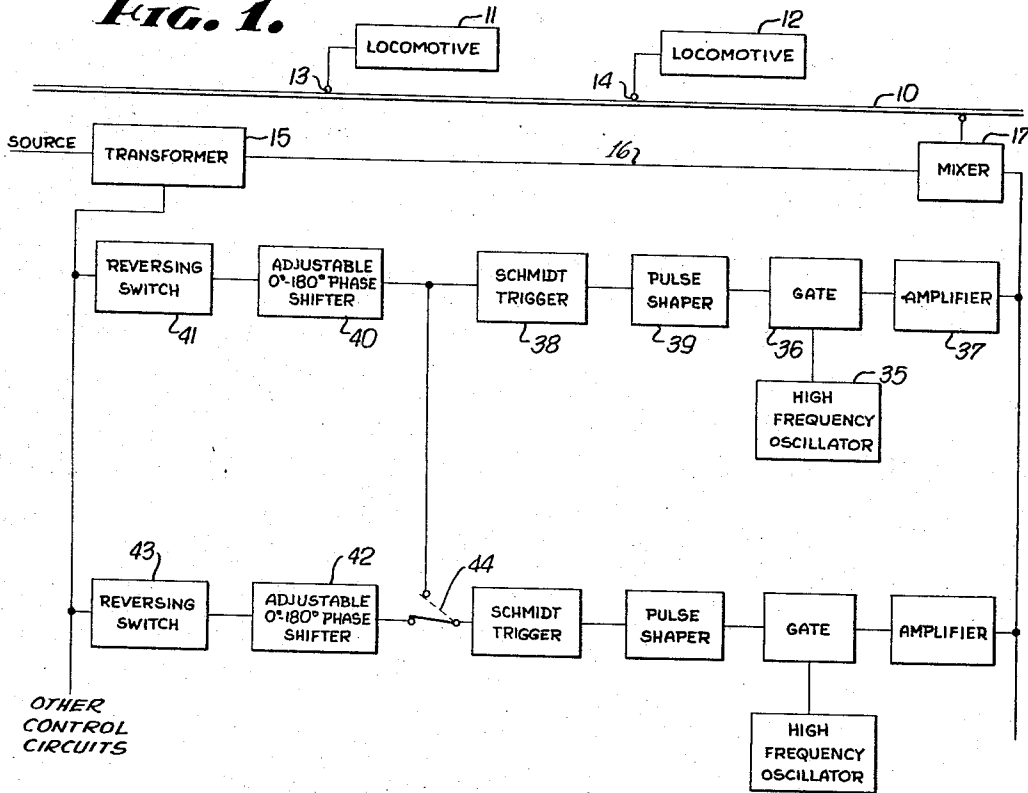 FIG. 1.
11
LOCOMOTIVE
12
LOCOMOTIVE
13
14
10
SOURCE
TRANSFORMER
15
16
17
MIXER
REVERSING
SWITCH
41
ADJUSTABLE
0°-180° PHASE
SHIFTER
40
SCHMIDT
TRIGGER
38
PULSE
SHAPER
39
GATE
36
AMPLIFIER
37
35
HIGH
FREQUENCY
OSCILLATOR
43
REVERSING
SWITCH
42
ADJUSTABLE
0°-180° PHASE
SHIFTER
44
SCHMIDT
TRIGGER
PULSE
SHAPER
GATE
AMPLIFIER
HIGH
FREQUENCY
OSCILLATOR
OTHER
CONTROL
CIRCUITS